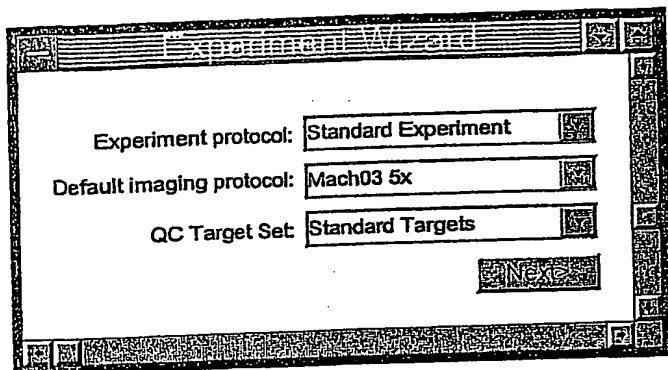 Experiment Wizard
Experiment protocol: Standard Experiment
Default imaging protocol: Mach03 5x
QC Target Set: Standard Targets
Next>